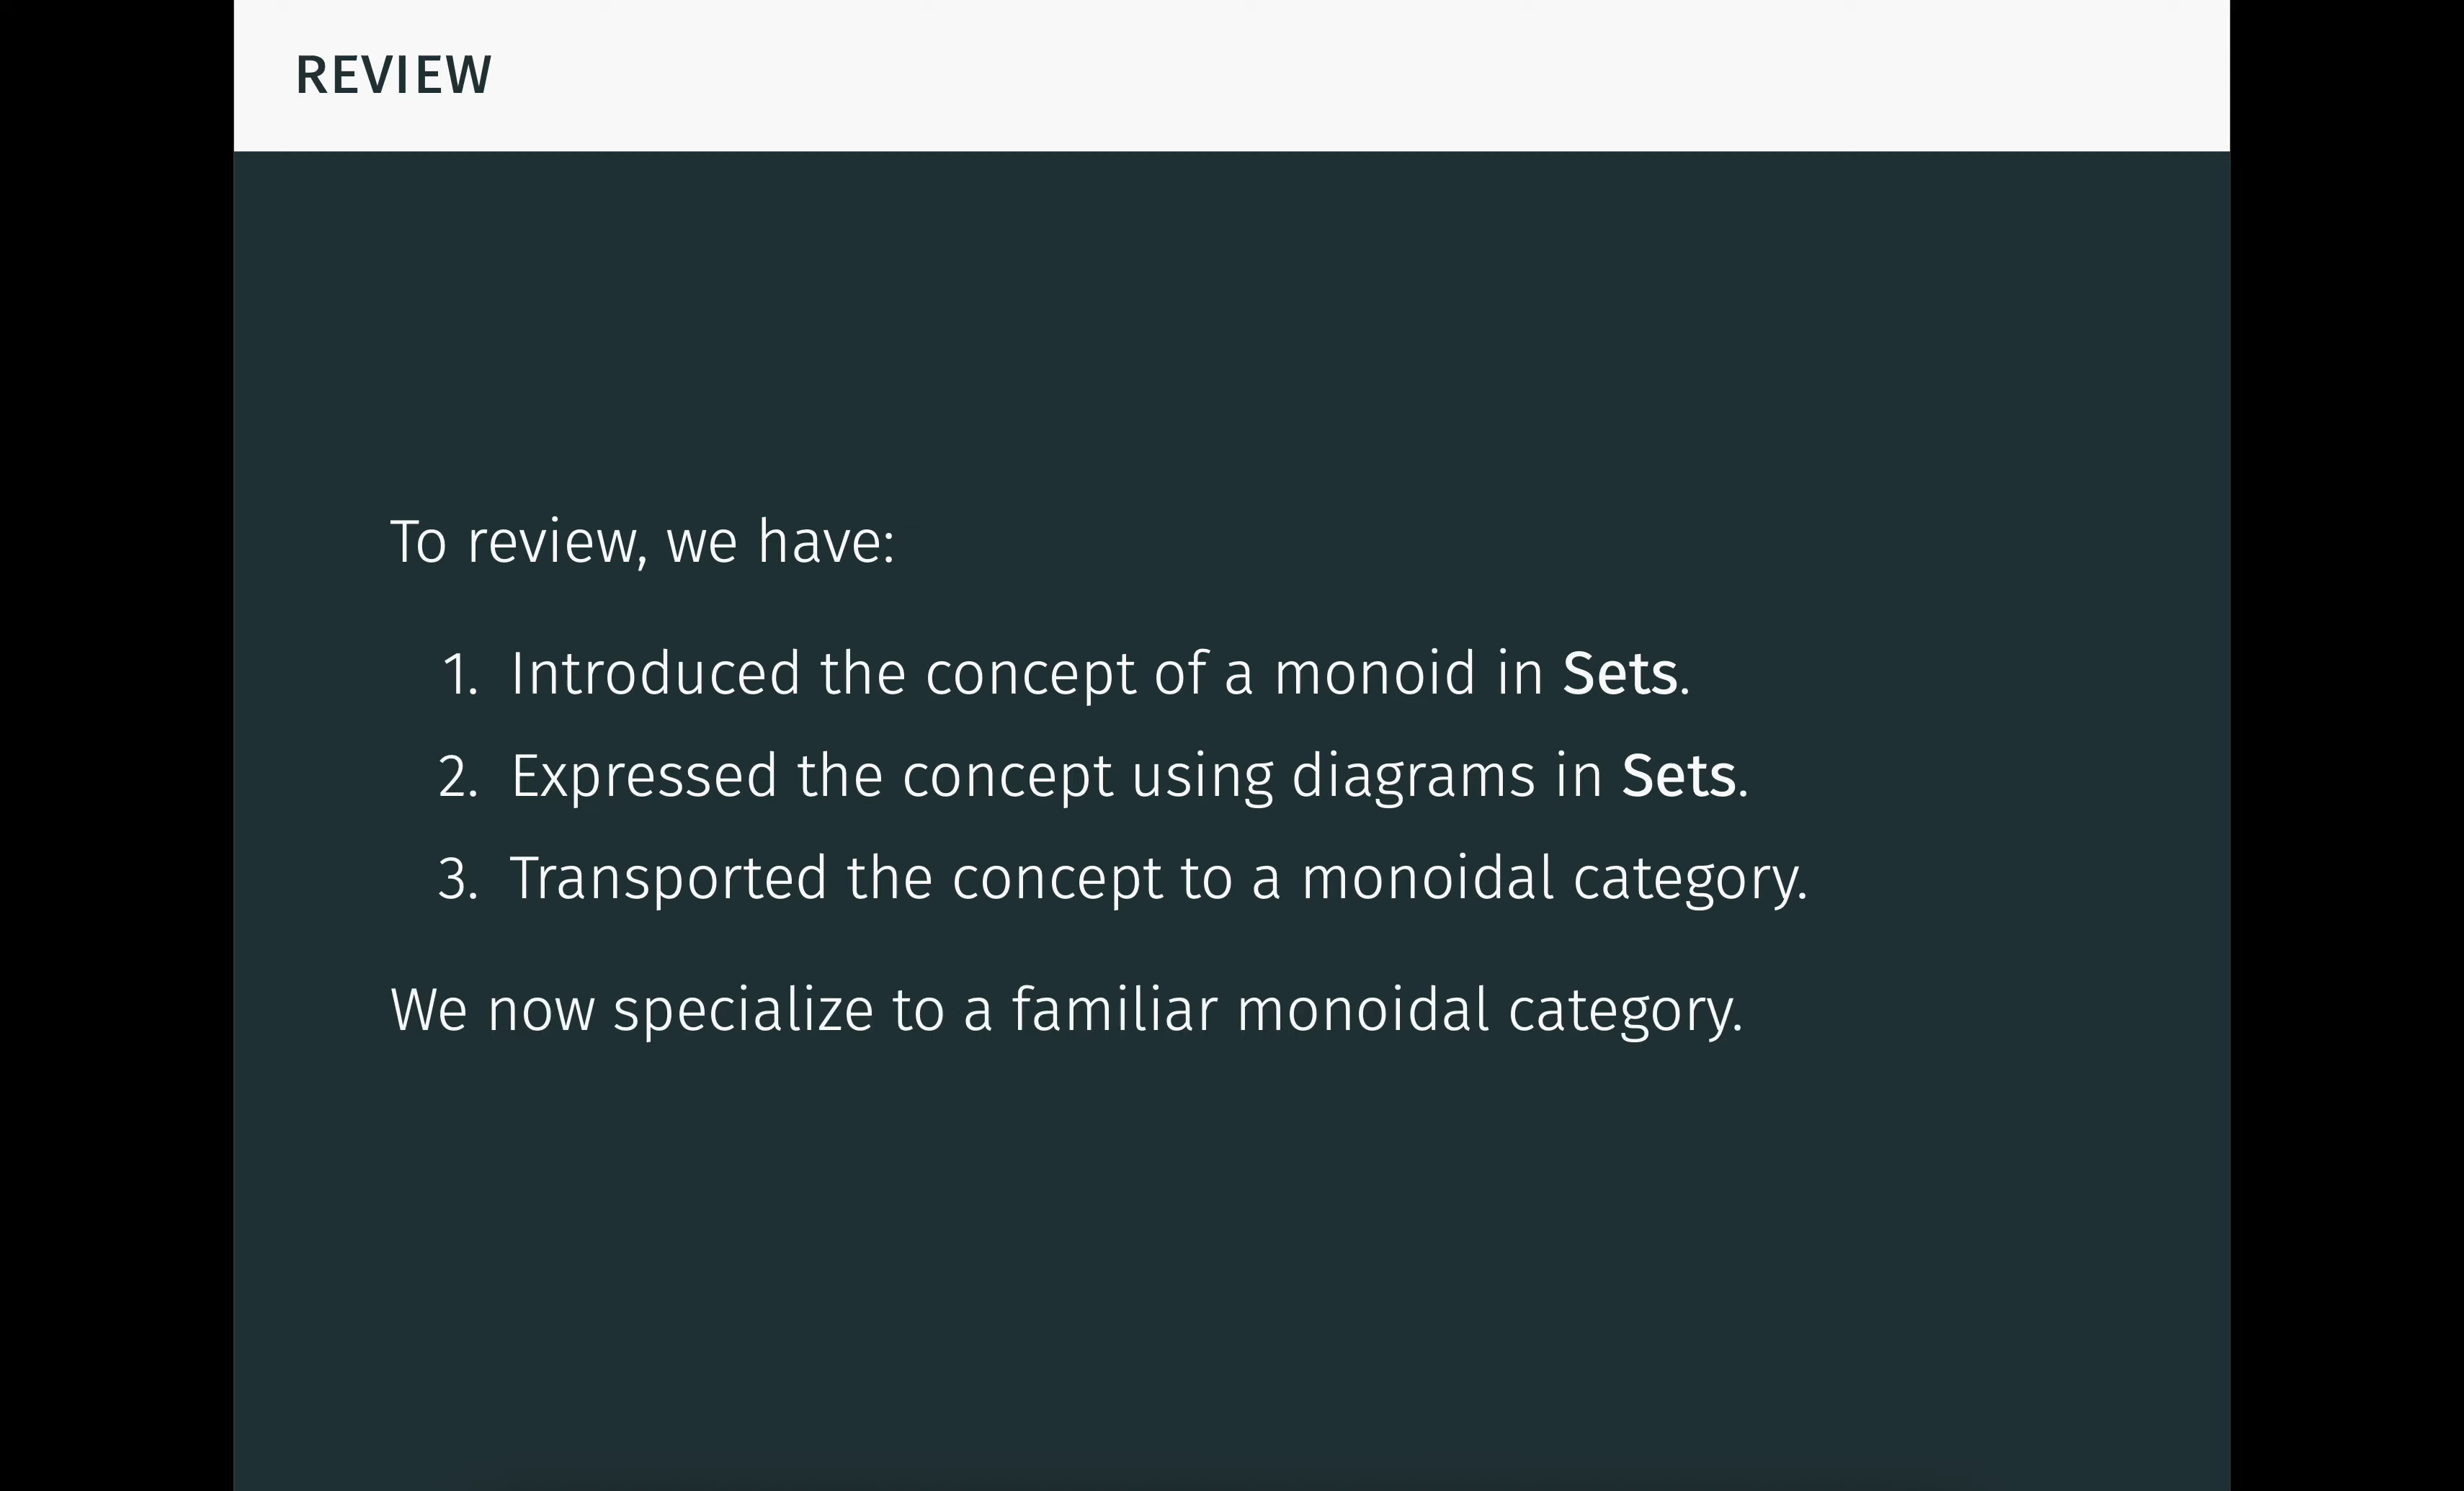 REVIEW
To review, we have:
1. Introduced the concept of a monoid in Sets.
2. Expressed the concept using diagrams in Sets.
3. Transported the concept to a monoidal category.
We now specialize to a familiar monoidal category.